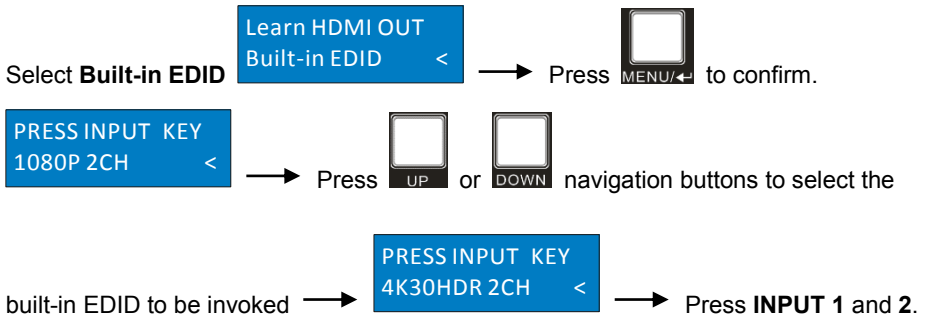 Learn HDMI OUT
Select Built-in EDID Built-in EDID < Press MENU/↵ to confirm.
PRESS INPUT KEY
1080P 2CH < Press UP or DOWN navigation buttons to select the
PRESS INPUT KEY
built-in EDID to be invoked 4K30HDR 2CH < Press INPUT 1 and 2.